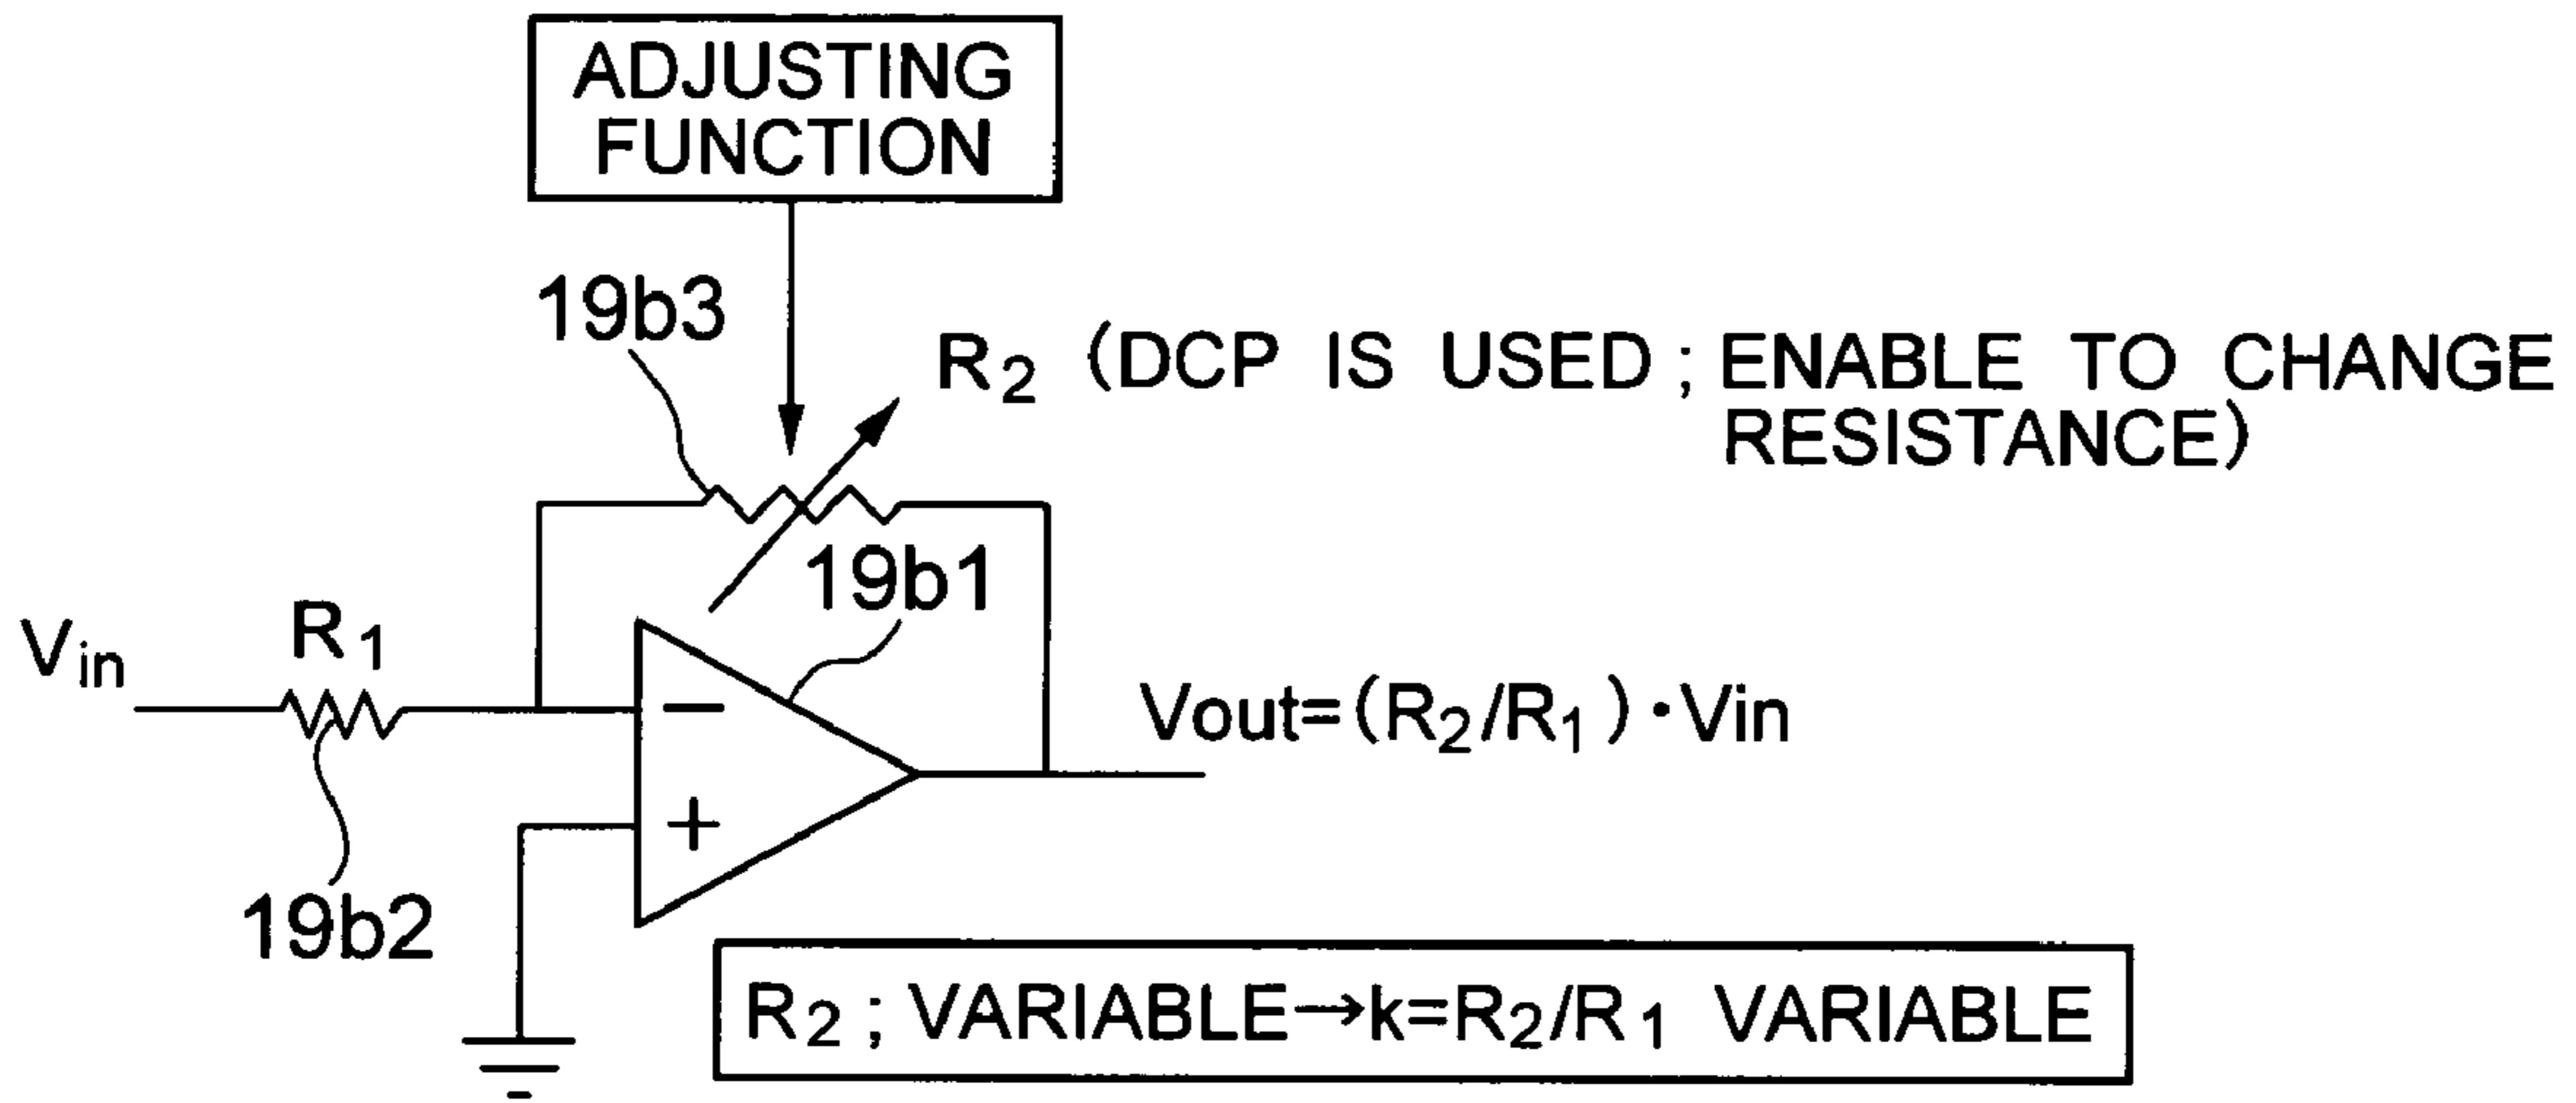 ADJUSTING
FUNCTION
19b3
R2 (DCP IS USED ; ENABLE TO CHANGE
RESISTANCE)
19b1
Vin
R1
−
+
Vout=(R2/R1)・Vin
19b2
R2 ; VARIABLE→k=R2/R1 VARIABLE